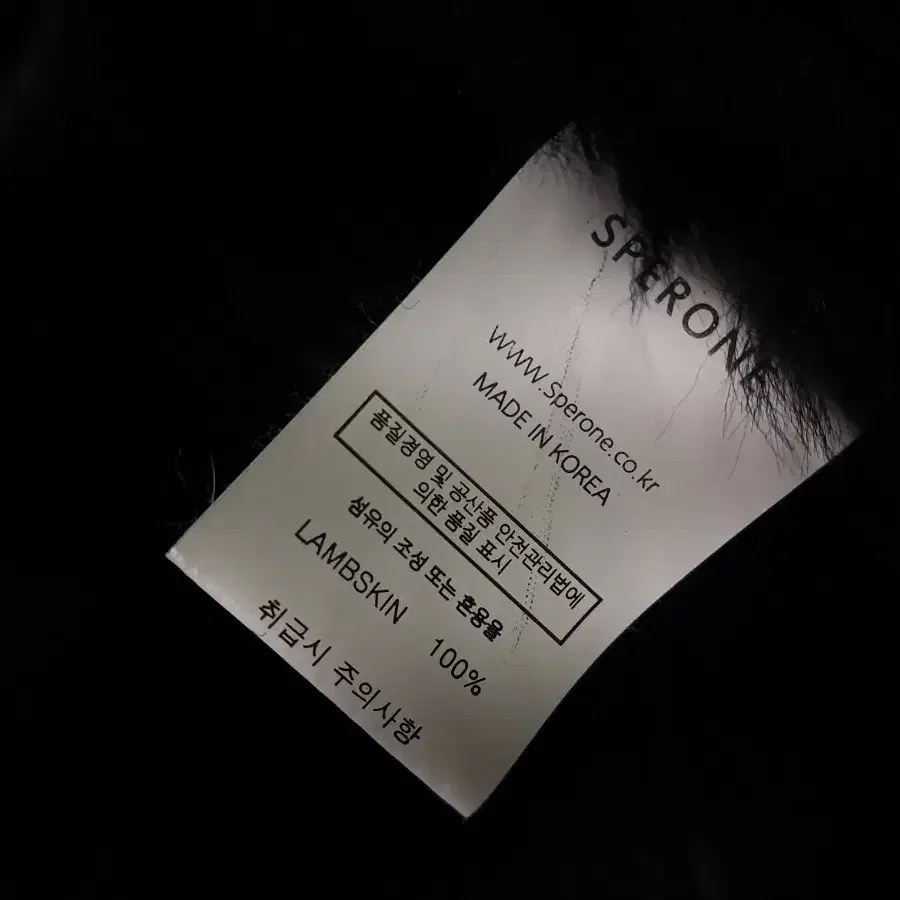 SPERONE
www.Sperone.co.kr
MADE IN KOREA
품질경영 및 공산품 안전관리법에
의한 품질 표시
섬유의 조성 또는 혼용율
LAMBSKIN 100%
취급시 주의사항